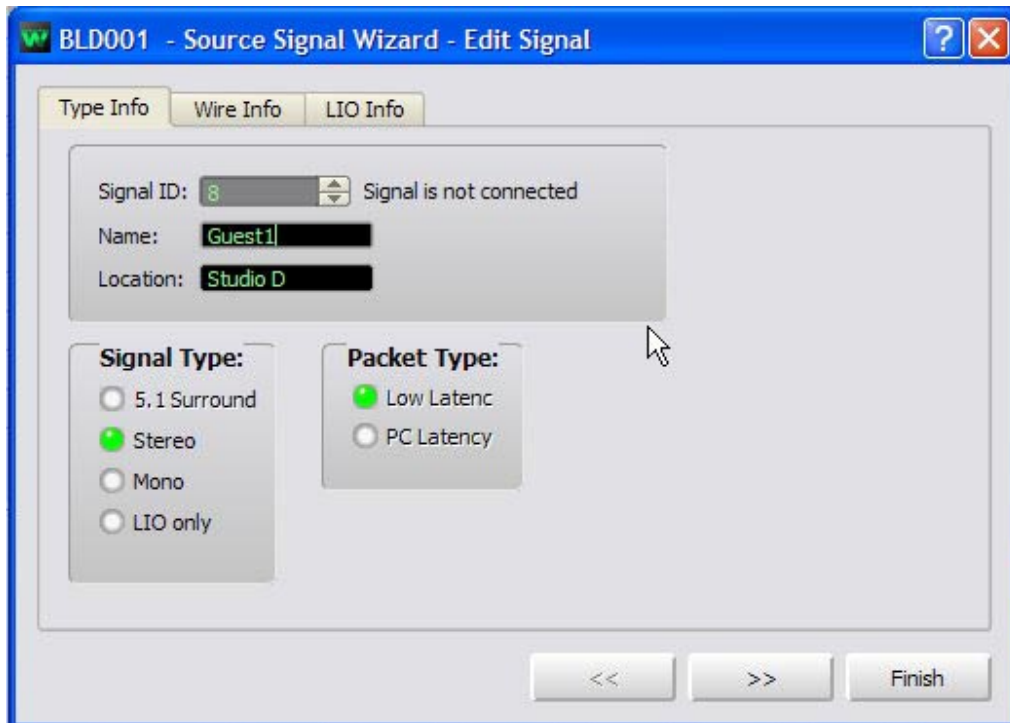 BLD001 - Source Signal Wizard - Edit Signal
Type Info Wire Info LIO Info
Signal ID: 8 Signal is not connected
Name: Guest1
Location: Studio D
Signal Type:
5.1 Surround
Stereo
Mono
LIO only
Packet Type:
Low Latenc
PC Latency
<< >> Finish